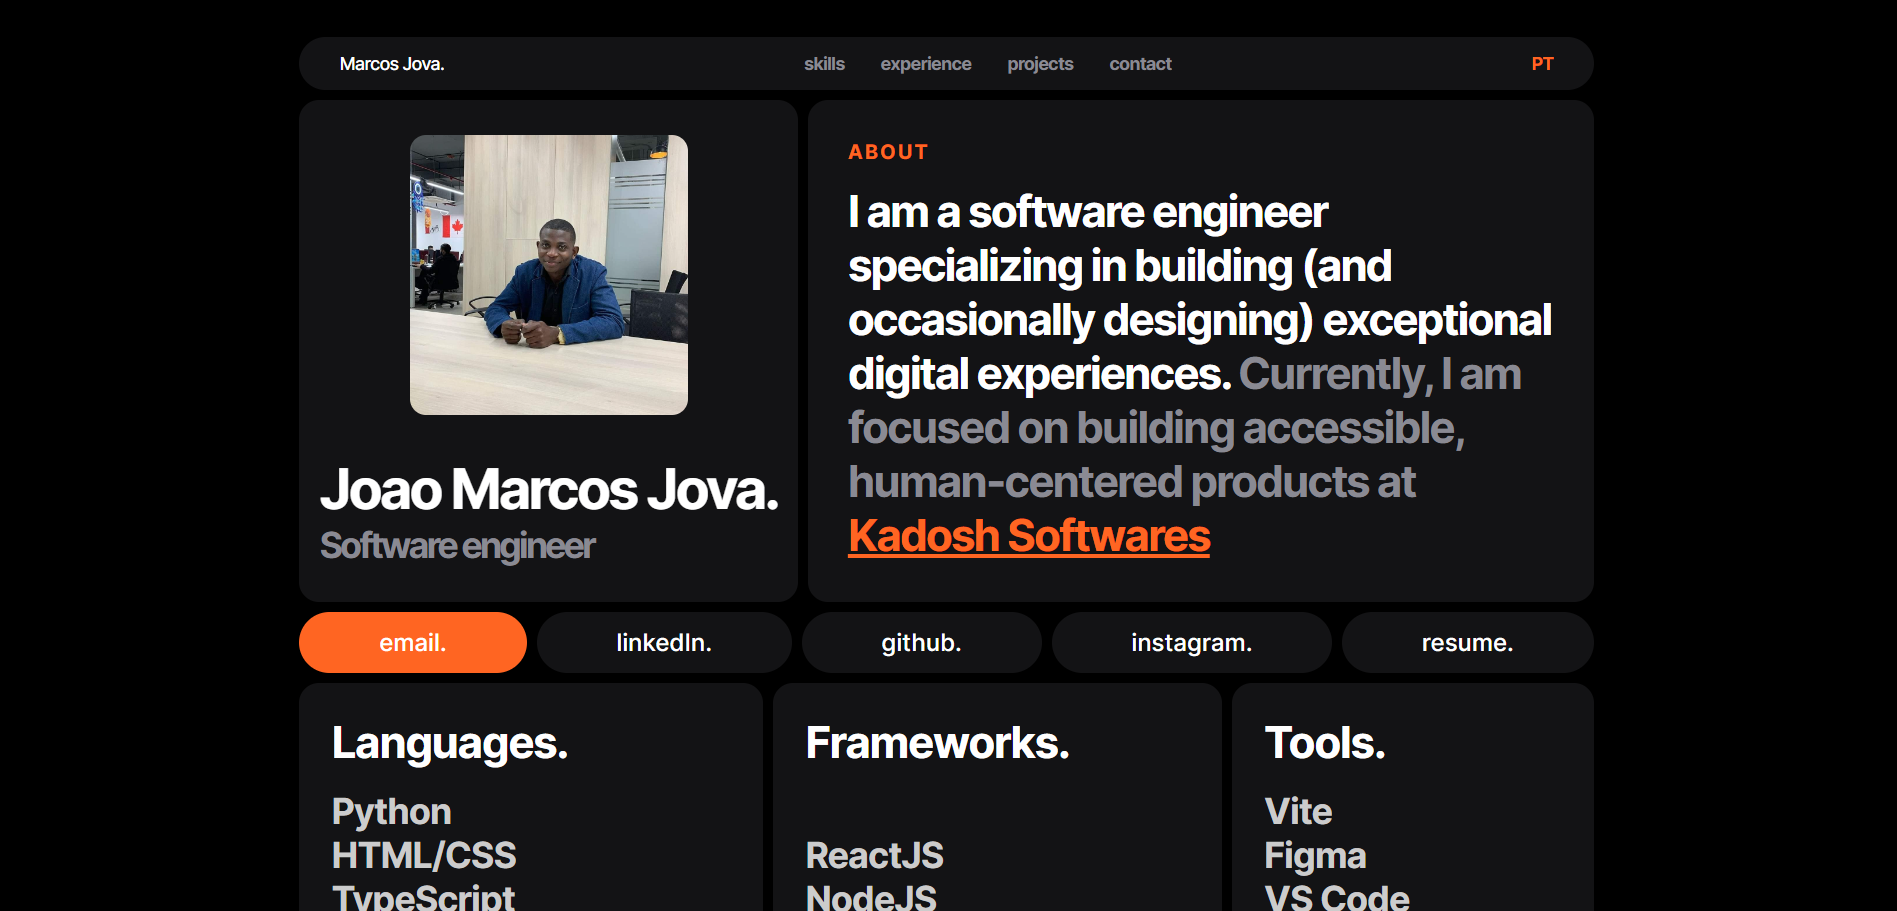 Marcos Jova.
skills experience projects contact
PT
Joao Marcos Jova.
Software engineer
ABOUT
I am a software engineer
specializing in building (and
occasionally designing) exceptional
digital experiences. Currently, I am
focused on building accessible,
human-centered products at
Kadosh Softwares
email.
linkedIn.
github.
instagram.
resume.
Languages.
Python
HTML/CSS
TypeScript
Frameworks.
ReactJS
NodeJS
Tools.
Vite
Figma
VS Code